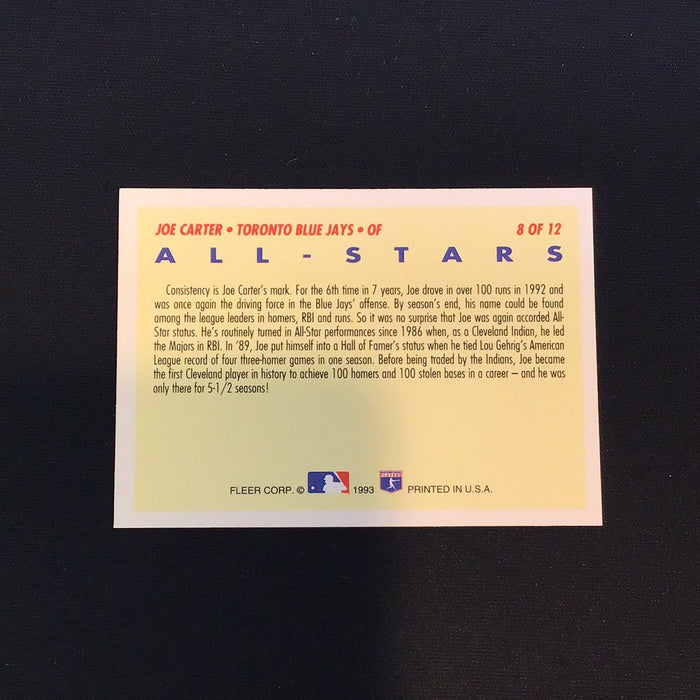 JOE CARTER • TORONTO BLUE JAYS • OF 8 OF 12
ALL-STARS
Consistency is Joe Carter's mark. For the 6th time in 7 years, Joe drove in over 100 runs in 1992 and
was once again the driving force in the Blue Jays' offense. By season's end, his name could be found
among the league leaders in homers, RBI and runs. So it was no surprise that Joe was again accorded All-
Star status. He's routinely turned in All-Star performances since 1986 when, as a Cleveland Indian, he led
the Majors in RBI. In '89, Joe put himself into a Hall of Famer's status when he tied Lou Gehrig's American
League record of four three-homer games in one season. Before being traded by the Indians, Joe became
the first Cleveland player in history to achieve 100 homers and 100 stolen bases in a career – and he was
only there for 5-1/2 seasons!
FLEER CORP. © 1993 PLAYERS PRINTED IN U.S.A.